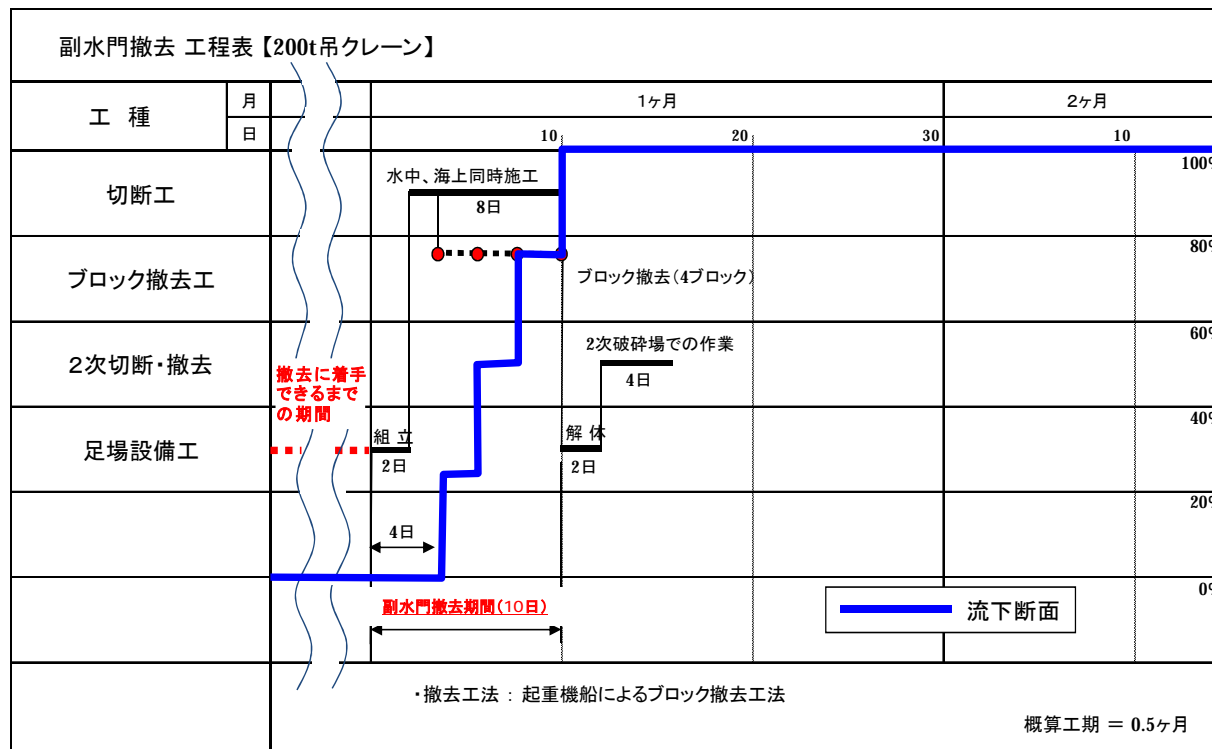 副水門撤去 工程表【200t吊クレーン】
工 種
月
1ヶ月
2ヶ月
日
10
20
30
10
100%
切断工
水中、海上同時施工
8日
80%
ブロック撤去工
ブロック撤去(4ブロック)
60%
2次切断・撤去
2次破砕場での作業
4日
撤去に着手
できるまで
の期間
40%
足場設備工
組 立
2日
解 体
2日
20%
4日
0%
副水門撤去期間(10日)
流下断面
・撤去工法 : 起重機船によるブロック撤去工法
概算工期 = 0.5ヶ月